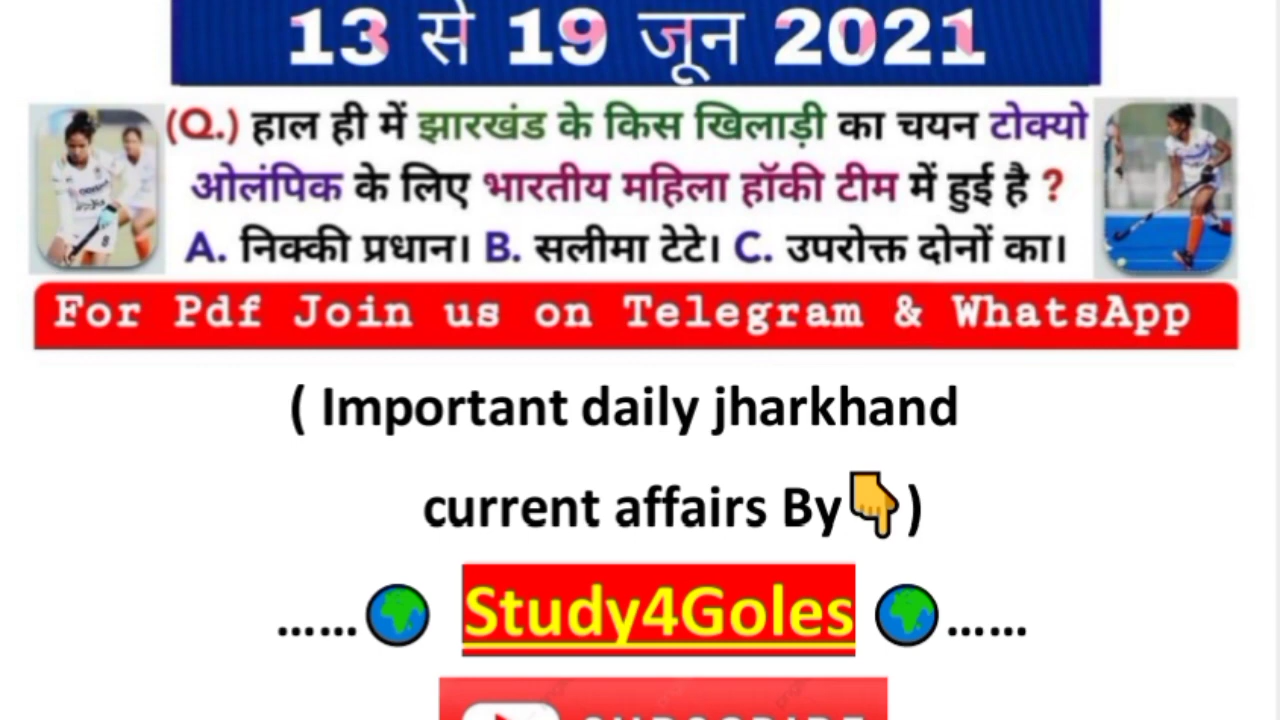 13 से 19 जून 2021
(Q.) हाल ही में झारखंड के किस खिलाड़ी का चयन टोक्यो
ओलंपिक के लिए भारतीय महिला हॉकी टीम में हुई है ?
A. निक्की प्रधान। B. सलीमा टेटे। C. उपरोक्त दोनों का।
For Pdf Join us on Telegram & WhatsApp
( Important daily jharkhand
current affairs By👇)
......🌍 Study4Goles 🌍......